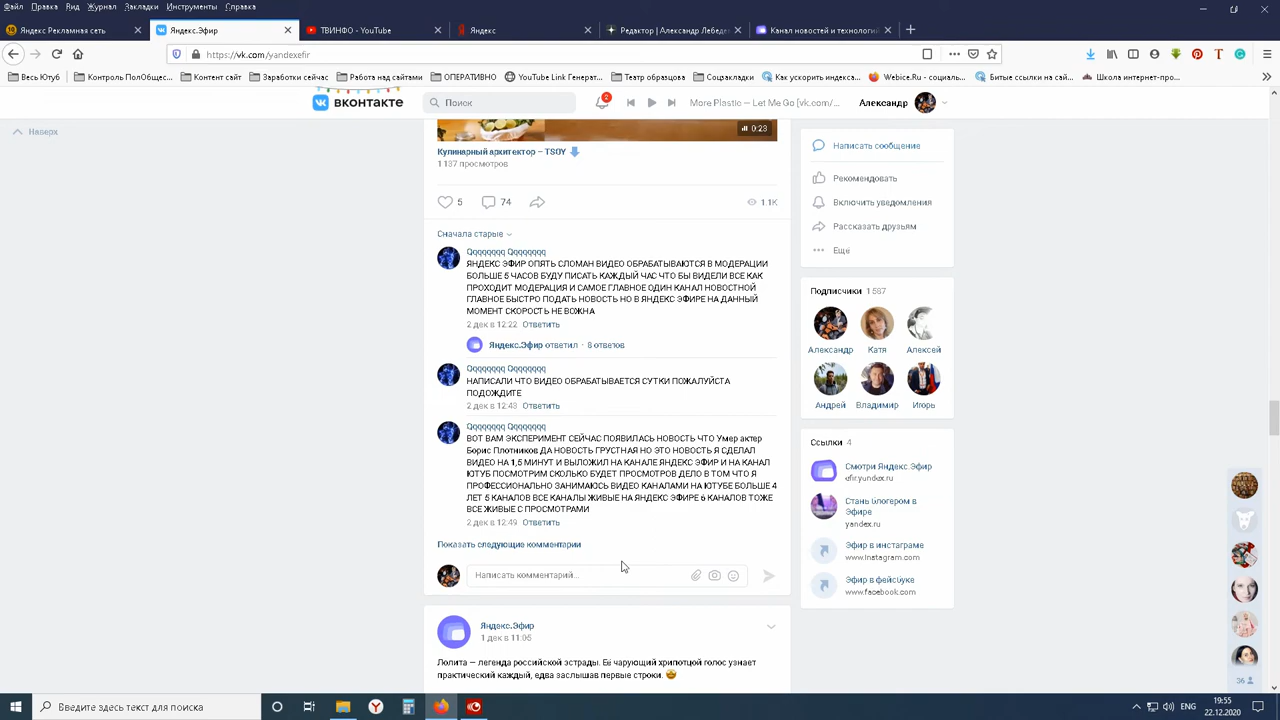 Файл Правка Вид Журнал Закладки Инструменты Справка
Яндекс Рекламная сеть
Яндекс.Эфир
ТВИНФО - YouTube
Яндекс
Редактор | Александр Лебеде
Канал новостей и технологий
https://vk.com/yandexefir
Весь Ютуб
Контроль ПолОбщес...
Контент сайт
Заработки сейчас
Работа над сайтами
ОПЕРАТИВНО
YouTube Link Генерат...
Театр образцова
Соцзакладки
Как ускорить индекса...
Webice.Ru - социаль...
Битые ссылки на сай...
Школа интернет-про...
вконтакте
Поиск
2
More Plastic — Let Me Go [vk.com/...
Александр
Наверх
0:23
Кулинарный архитектор – TSOY
1 137 просмотров
5
74
1.1K
Сначала старые
Qqqqqqqq Qqqqqqqq
ЯНДЕКС ЭФИР ОПЯТЬ СЛОМАН ВИДЕО ОБРАБАТЫВАЮТСЯ В МОДЕРАЦИИ
БОЛЬШЕ 5 ЧАСОВ БУДУ ПИСАТЬ КАЖДЫЙ ЧАС ЧТО БЫ ВИДЕЛИ ВСЕ КАК
ПРОХОДИТ МОДЕРАЦИЯ И САМОЕ ГЛАВНОЕ ОДИН КАНАЛ НОВОСТНОЙ
ГЛАВНОЕ БЫСТРО ПОДАТЬ НОВОСТЬ НО В ЯНДЕКС ЭФИРЕ НА ДАННЫЙ
МОМЕНТ СКОРОСТЬ НЕ ВОЖНА
2 дек в 12:22 Ответить
Яндекс.Эфир ответил · 8 ответов
Qqqqqqqq Qqqqqqqq
НАПИСАЛИ ЧТО ВИДЕО ОБРАБАТЫВАЕТСЯ СУТКИ ПОЖАЛУЙСТА
ПОДОЖДИТЕ
2 дек в 12:43 Ответить
Qqqqqqqq Qqqqqqqq
ВОТ ВАМ ЭКСПЕРИМЕНТ СЕЙЧАС ПОЯВИЛАСЬ НОВОСТЬ ЧТО Умер актер
Борис Плотников ДА НОВОСТЬ ГРУСТНАЯ НО ЭТО НОВОСТЬ Я СДЕЛАЛ
ВИДЕО НА 1,5 МИНУТ И ВЫЛОЖИЛ НА КАНАЛЕ ЯНДЕКС ЭФИР И НА КАНАЛ
ЮТУБ ПОСМОТРИМ СКОЛЬКО БУДЕТ ПРОСМОТРОВ ДЕЛО В ТОМ ЧТО Я
ПРОФЕССИОНАЛЬНО ЗАНИМАЮСЬ ВИДЕО КАНАЛАМИ НА ЮТУБЕ БОЛЬШЕ 4
ЛЕТ 5 КАНАЛОВ ВСЕ КАНАЛЫ ЖИВЫЕ НА ЯНДЕКС ЭФИРЕ 6 КАНАЛОВ ТОЖЕ
ВСЕ ЖИВЫЕ С ПРОСМОТРАМИ
2 дек в 12:49 Ответить
Показать следующие комментарии
Написать комментарий...
Яндекс.Эфир
1 дек в 11:05
Лолита — легенда российской эстрады. Её чарующий хрипотцой голос узнает
практический каждый, едва заслышав первые строки.
Написать сообщение
Рекомендовать
Включить уведомления
Рассказать друзьям
Ещё
Подписчики 1 587
Александр Катя Алексей
Андрей Владимир Игорь
Ссылки 4
Смотри Яндекс.Эфир
efir.yandex.ru
Стань блогером в
Эфире
yandex.ru
Эфир в инстаграме
www.instagram.com
Эфир в фейсбуке
www.facebook.com
36
Введите здесь текст для поиска
ENG
19:55
22.12.2020